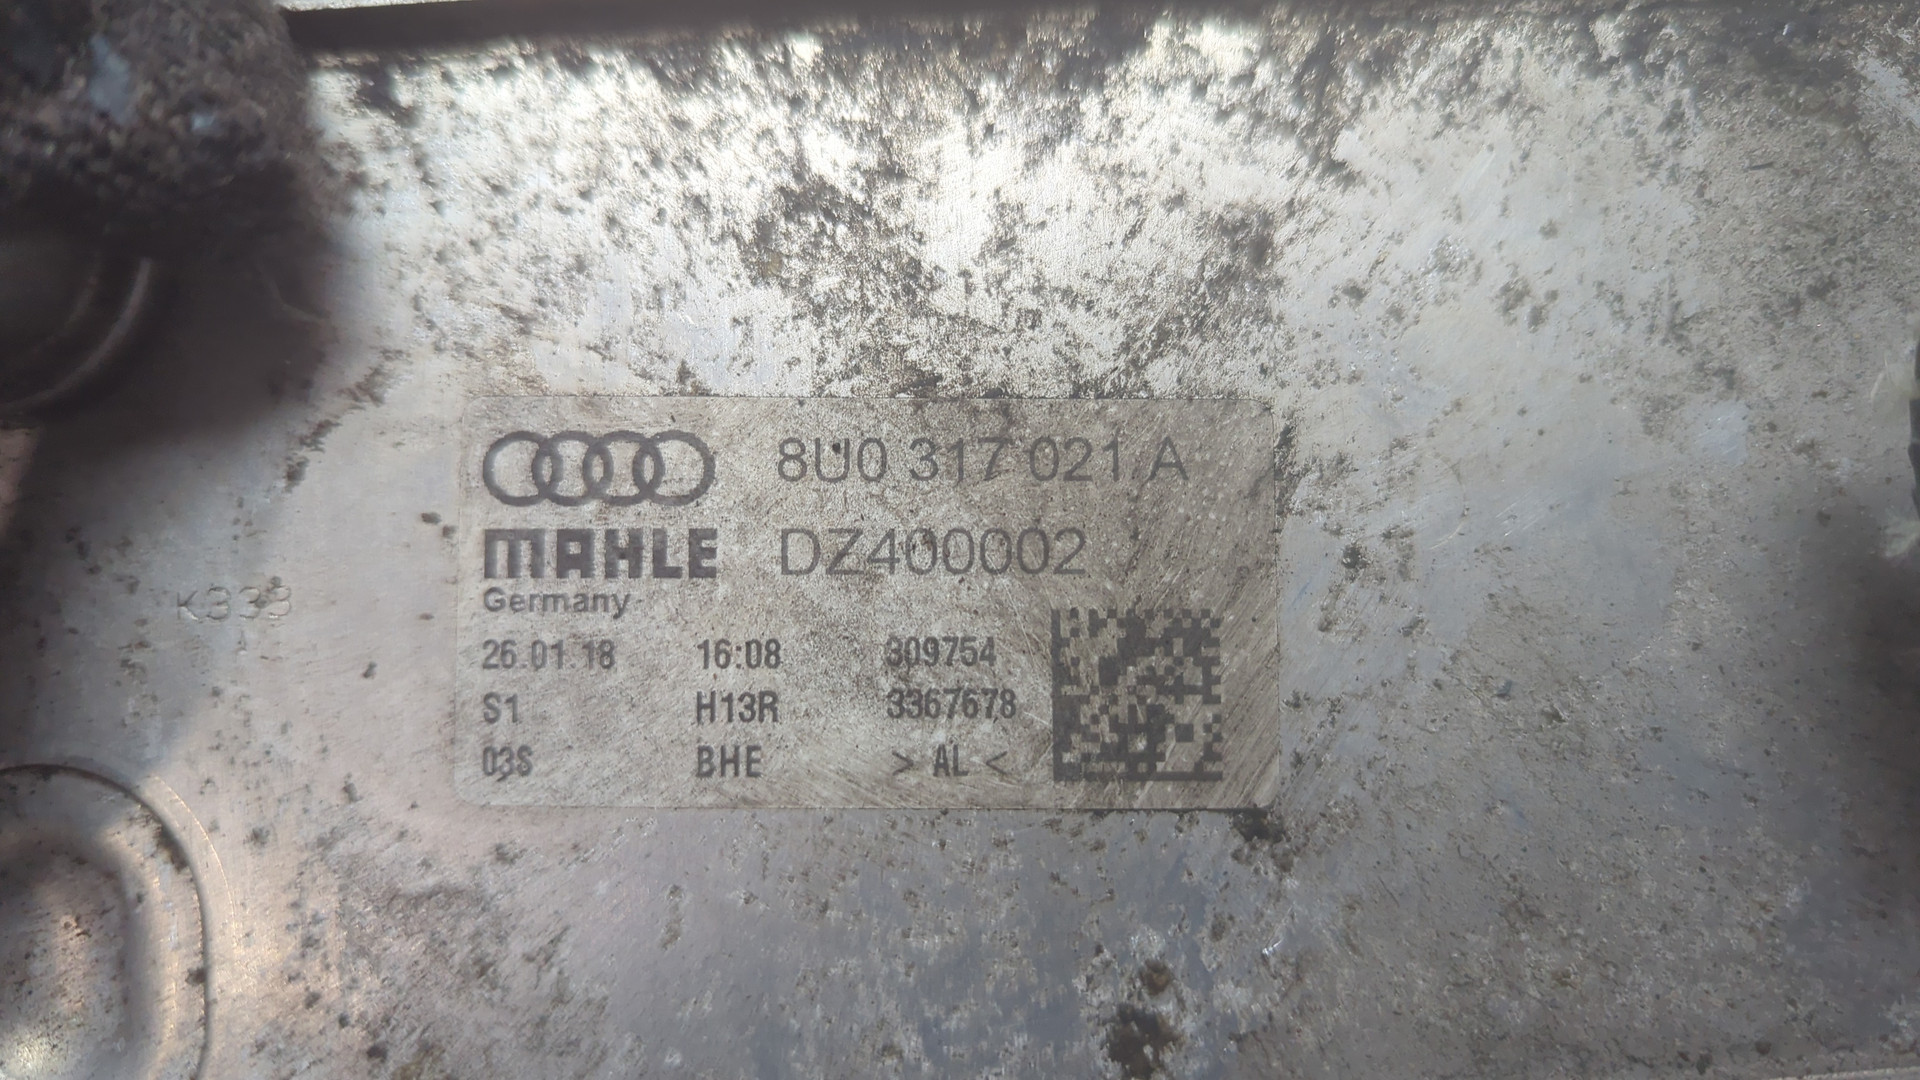 8U0 317 021 A
MAHLE DZ400002
Germany
K333
26.01.18 16:08 309754
S1 H13R 3367678
03S BHE > AL <